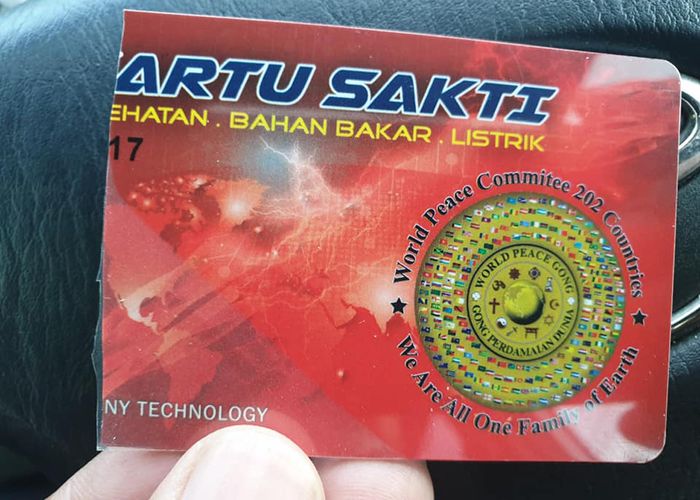 ARTU SAKTI
EHATAN . BAHAN BAKAR . LISTRIK
17
World Peace Commitee 202 Countries
WORLD PEACE GONG
GONG PERDAMAIAN DUNIA
We Are All One Family of Earth
NY TECHNOLOGY